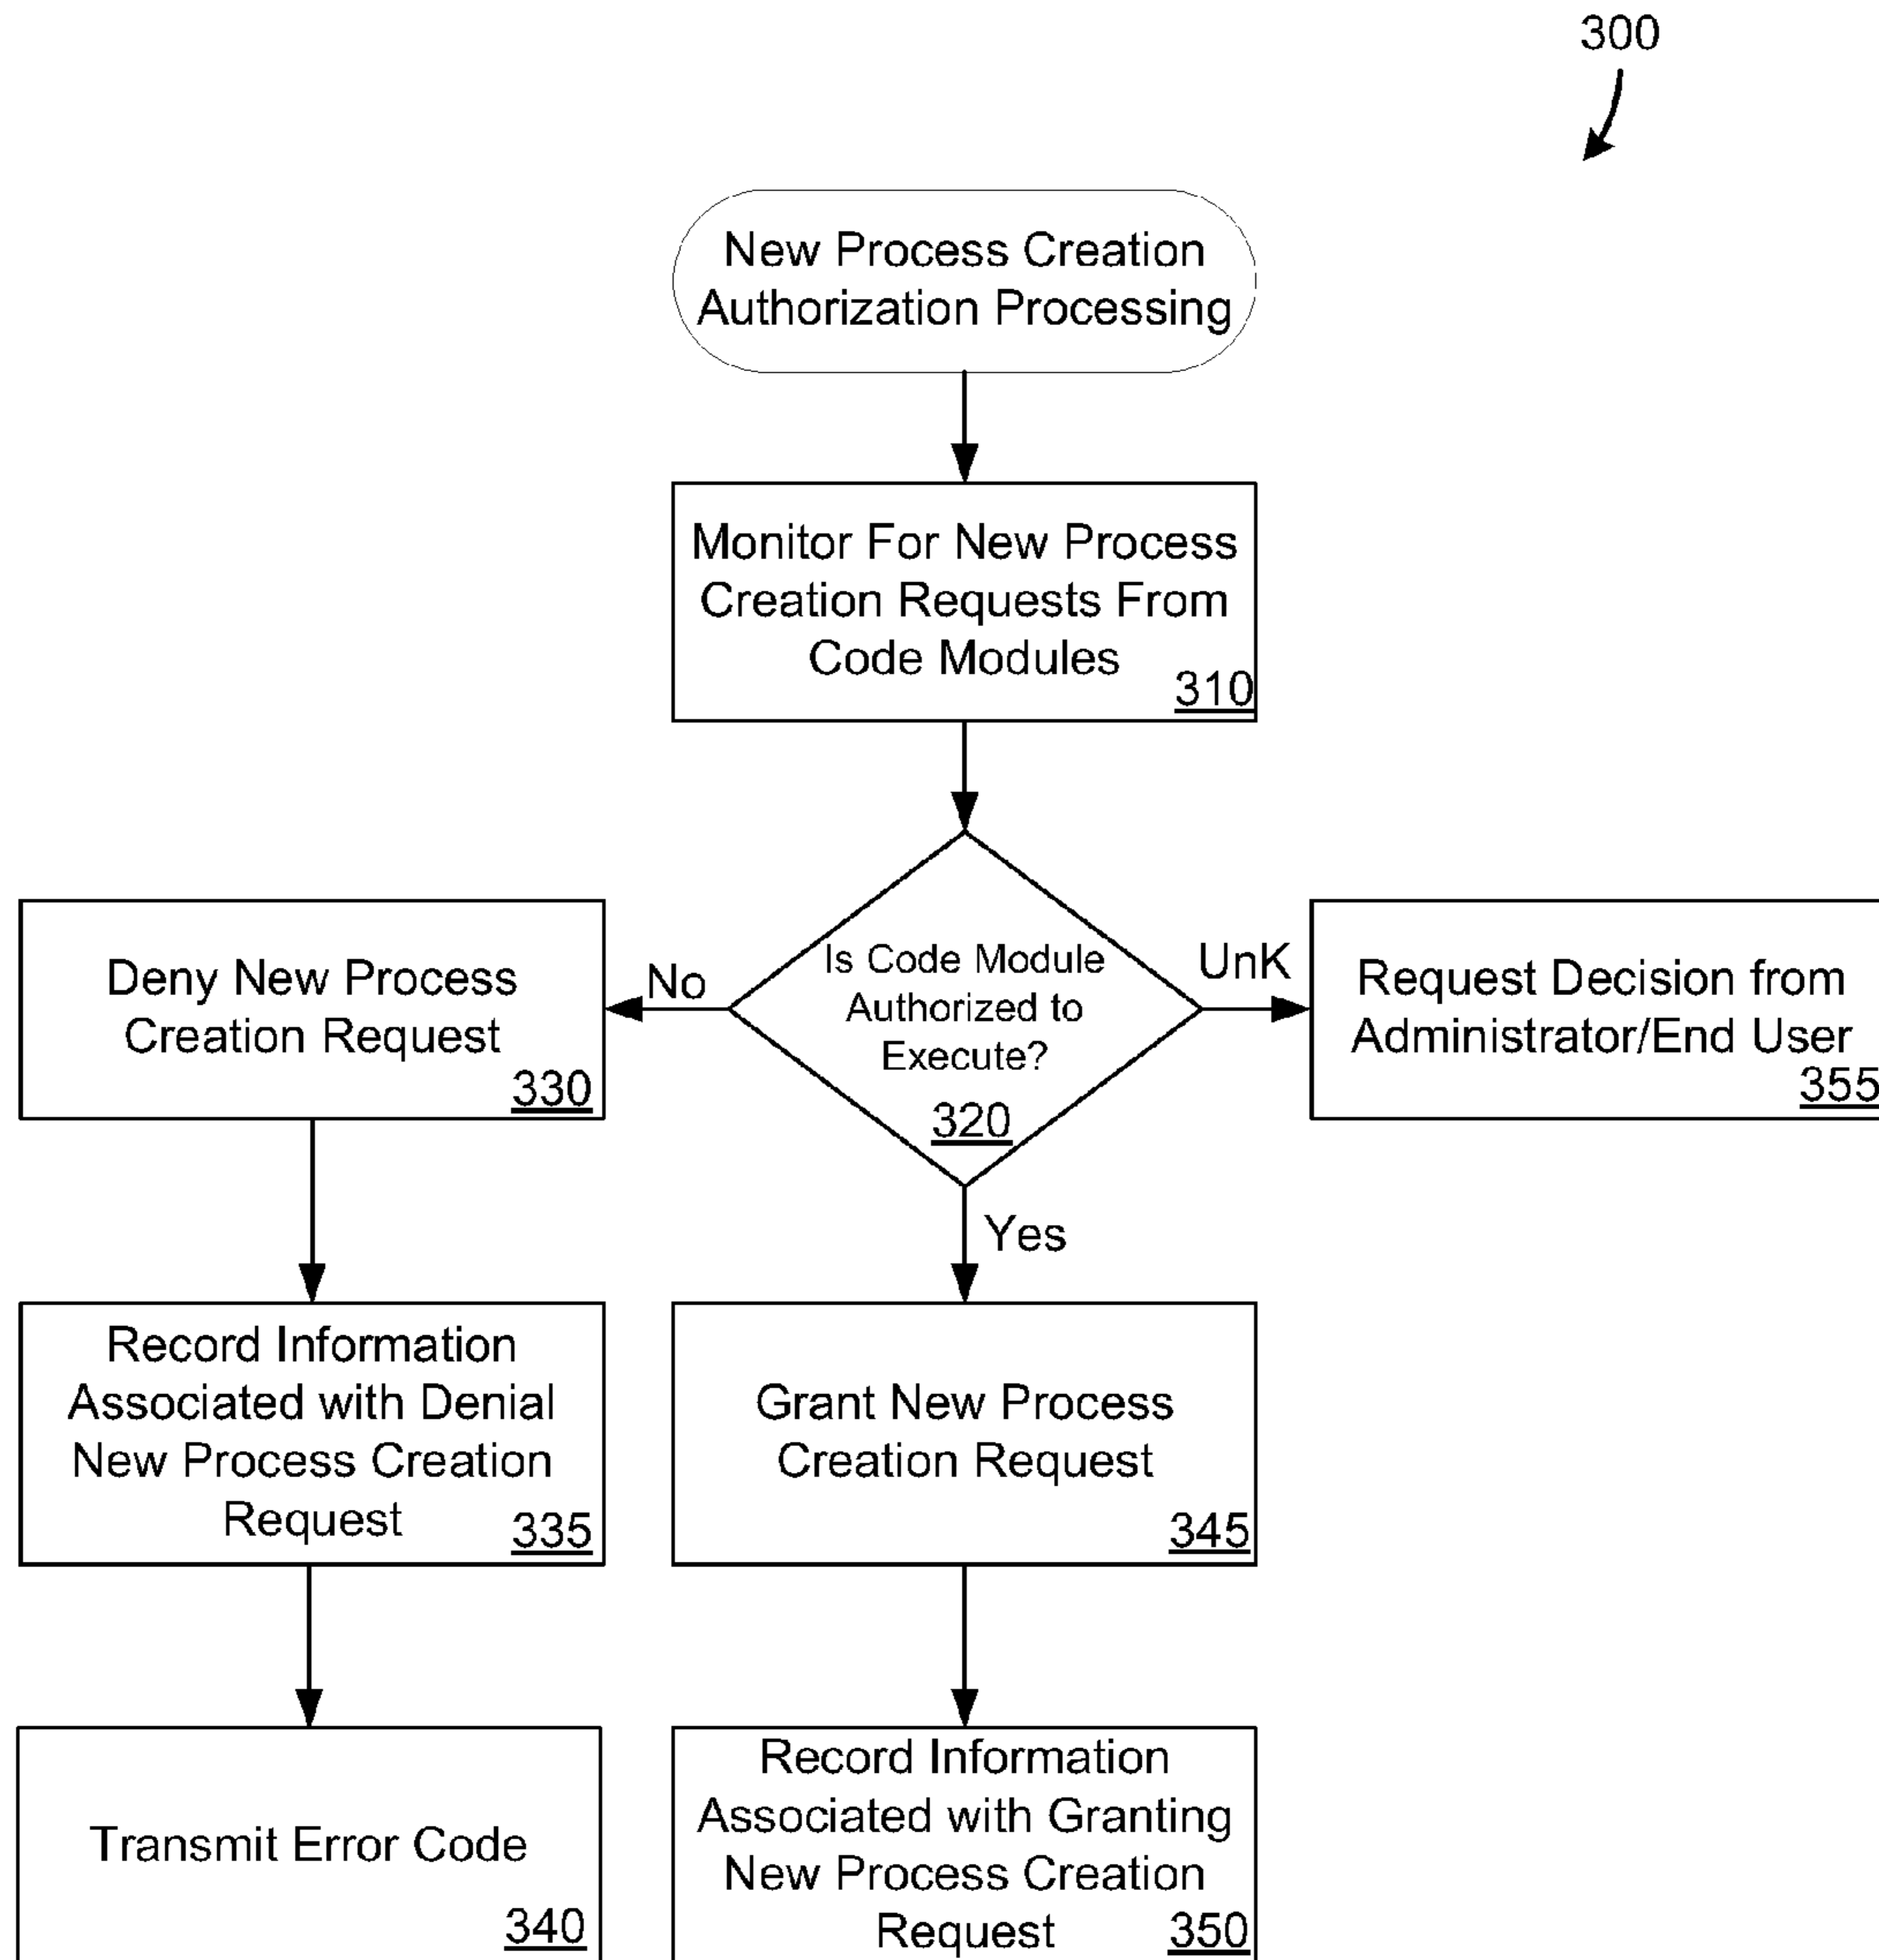 300
New Process Creation
Authorization Processing
Monitor For New Process
Creation Requests From
Code Modules
310
Is Code Module
Authorized to
Execute?
320
No
UnK
Yes
Deny New Process
Creation Request
330
Request Decision from
Administrator/End User
355
Record Information
Associated with Denial
New Process Creation
Request
335
Grant New Process
Creation Request
345
Transmit Error Code
340
Record Information
Associated with Granting
New Process Creation
Request
350